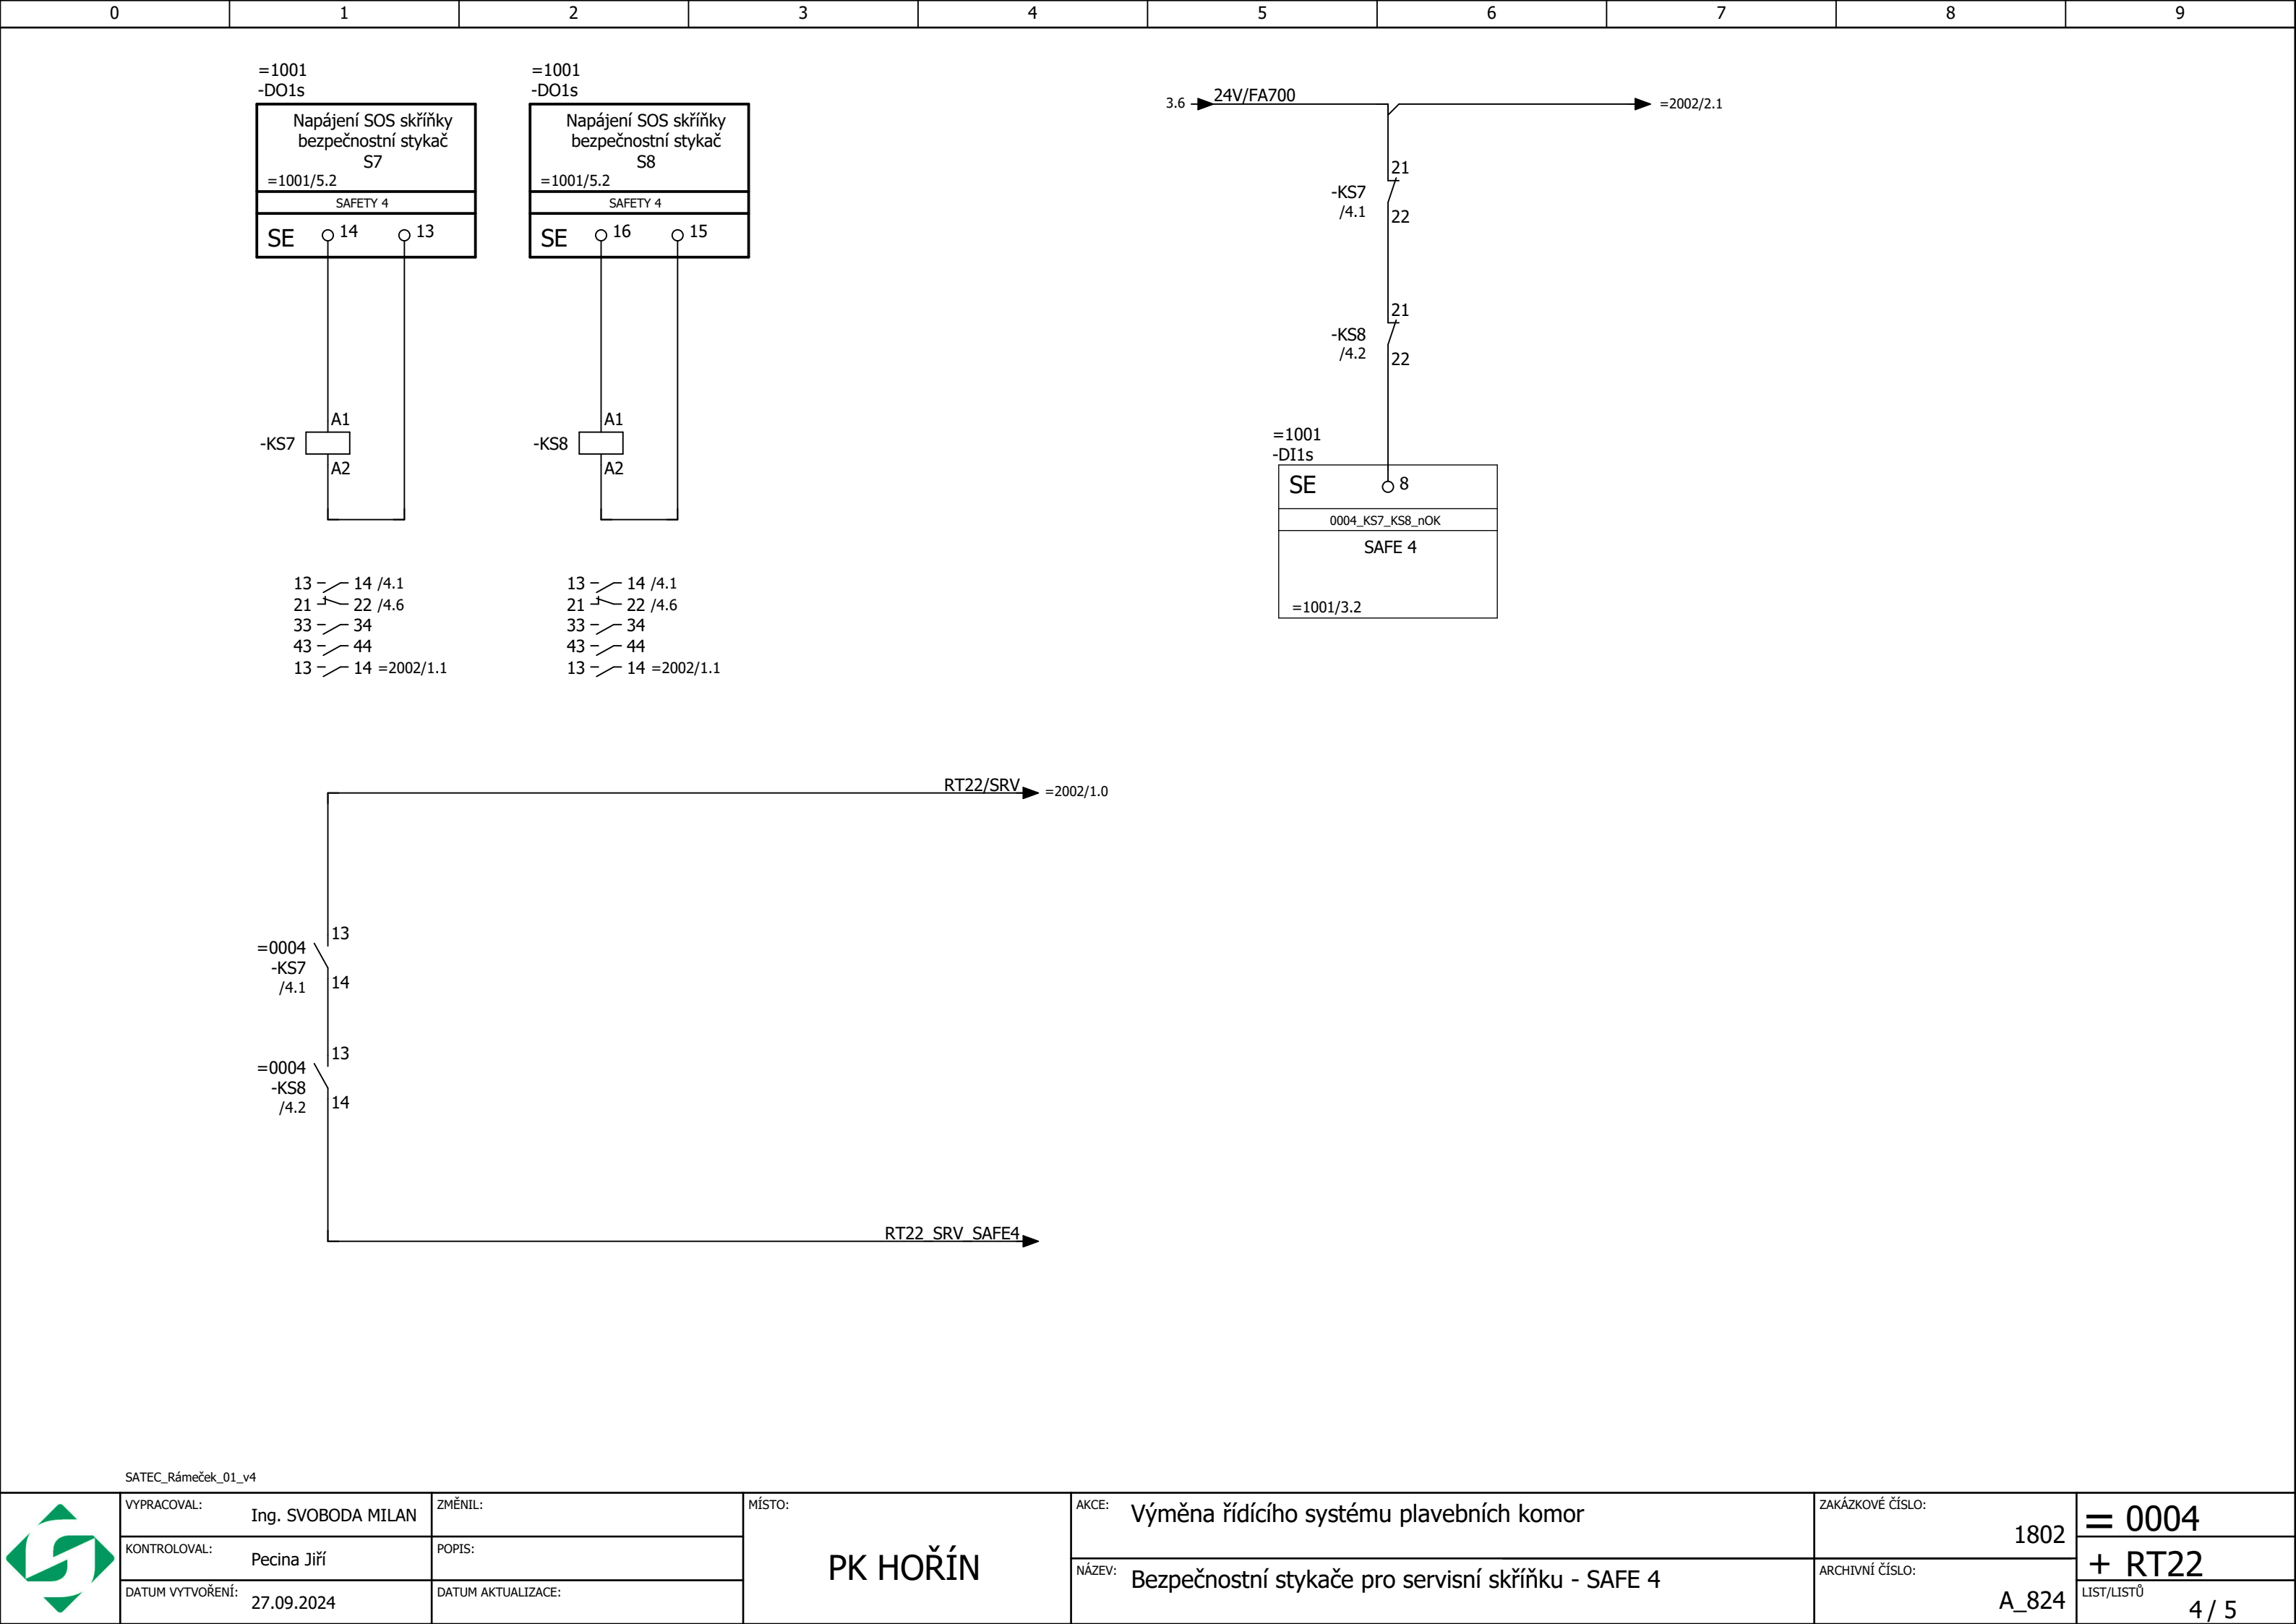 0 1 2 3 4 5 6 7 8 9
=1001
-DO1s
Napájení SOS skříňky
bezpečnostní stykač
S7
=1001/5.2
SAFETY 4
SE 14 13
A1
-KS7
A2
13 14 /4.1
21 22 /4.6
33 34
43 44
13 14 =2002/1.1
=1001
-DO1s
Napájení SOS skříňky
bezpečnostní stykač
S8
=1001/5.2
SAFETY 4
SE 16 15
A1
-KS8
A2
13 14 /4.1
21 22 /4.6
33 34
43 44
13 14 =2002/1.1
3.6 24V/FA700 =2002/2.1
21
-KS7
/4.1
22
21
-KS8
/4.2
22
=1001
-DI1s
SE 8
0004_KS7_KS8_nOK
SAFE 4
=1001/3.2
RT22/SRV =2002/1.0
13
=0004
-KS7
/4.1
14
13
=0004
-KS8
/4.2
14
RT22_SRV_SAFE4
SATEC_Rámeček_01_v4
VYPRACOVAL: Ing. SVOBODA MILAN
KONTROLOVAL: Pecina Jiří
DATUM VYTVOŘENÍ: 27.09.2024
ZMĚNIL:
POPIS:
DATUM AKTUALIZACE:
MÍSTO:
PK HOŘÍN
AKCE: Výměna řídícího systému plavebních komor
NÁZEV: Bezpečnostní stykače pro servisní skříňku - SAFE 4
ZAKÁZKOVÉ ČÍSLO:
1802
ARCHIVNÍ ČÍSLO:
A_824
= 0004
+ RT22
LIST/LISTŮ
4 / 5